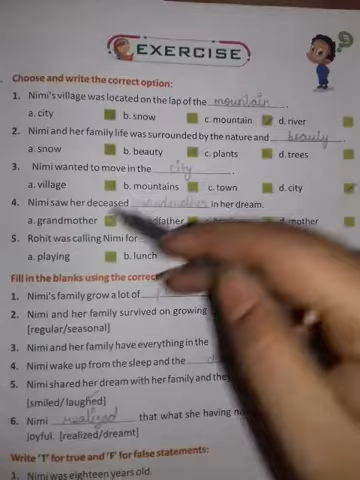 EXERCISE
Choose and write the correct option:
1. Nimi's village was located on the lap of the mountain.
a. city b. snow c. mountain d. river
2. Nimi and her family life was surrounded by the nature and beauty.
a. snow b. beauty c. plants d. trees
3. Nimi wanted to move in the city.
a. village b. mountains c. town d. city
4. Nimi saw her deceased grandmother in her dream.
a. grandmother d. mother
5. Rohit was calling Nimi for
a. playing b. lunch
Fill in the blanks using the correct
1. Nimi's family grow a lot of
2. Nimi and her family survived on growing
[regular/seasonal]
3. Nimi and her family have everything in the
4. Nimi wake up from the sleep and the
5. Nimi shared her dream with her family and they
[smiled/laughed]
6. Nimi realized that what she having
joyful. [realized/dreamt]
Write 'T' for true and 'F' for false statements:
1. Nimi was eighteen years old.